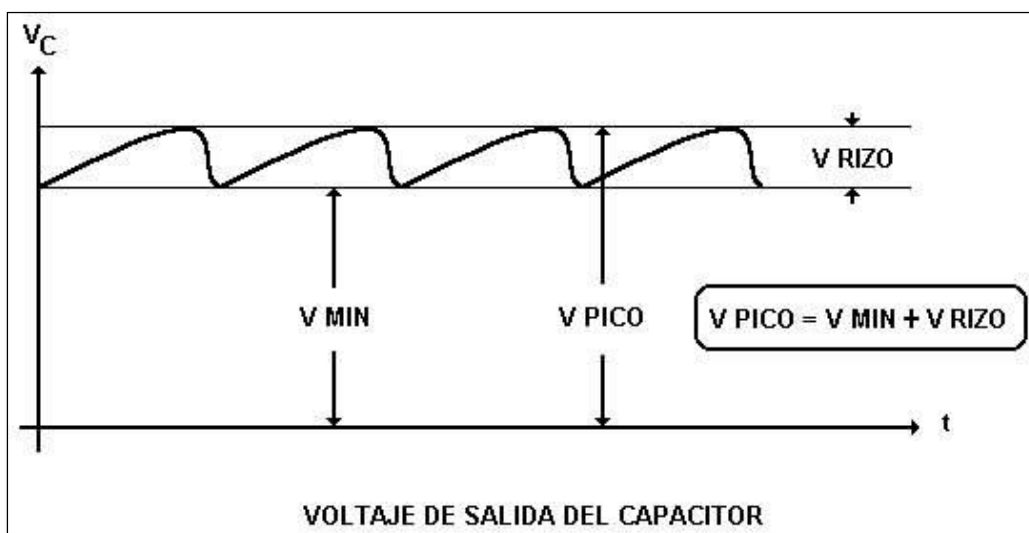 VC
V RIZO
V MIN
V PICO
V PICO = V MIN + V RIZO
t
VOLTAJE DE SALIDA DEL CAPACITOR